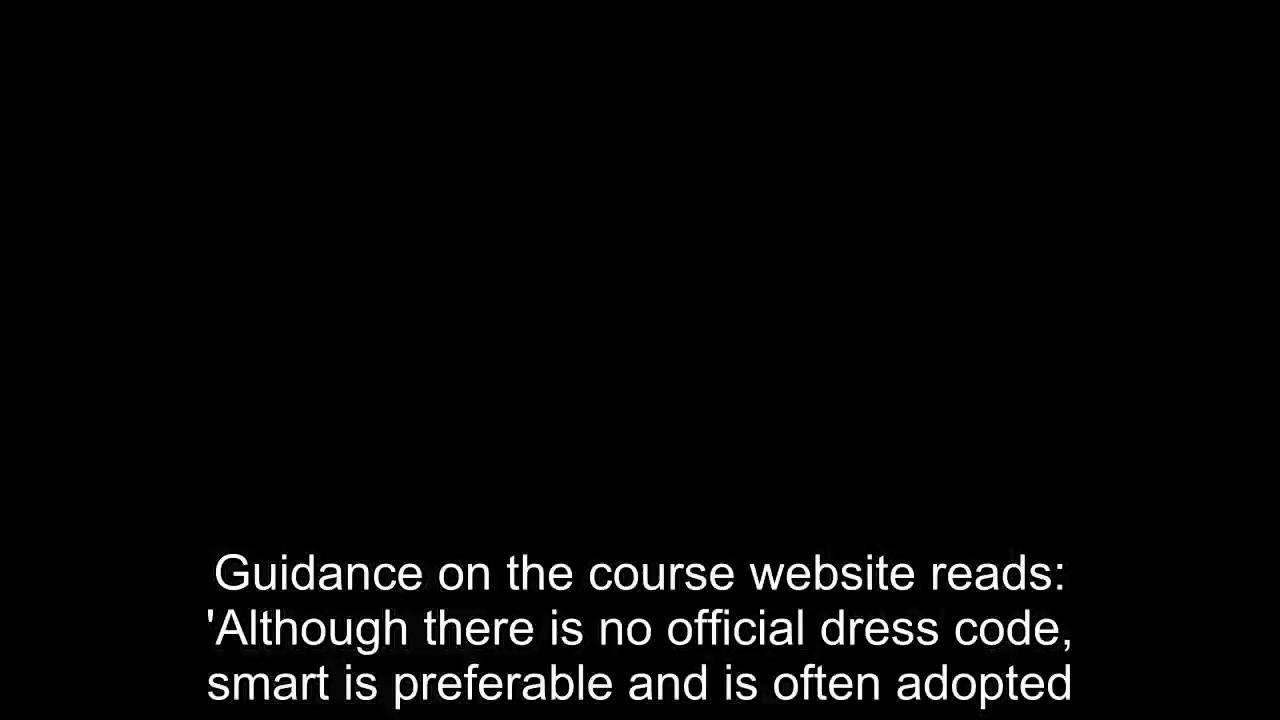 Guidance on the course website reads:
'Although there is no official dress code,
smart is preferable and is often adopted